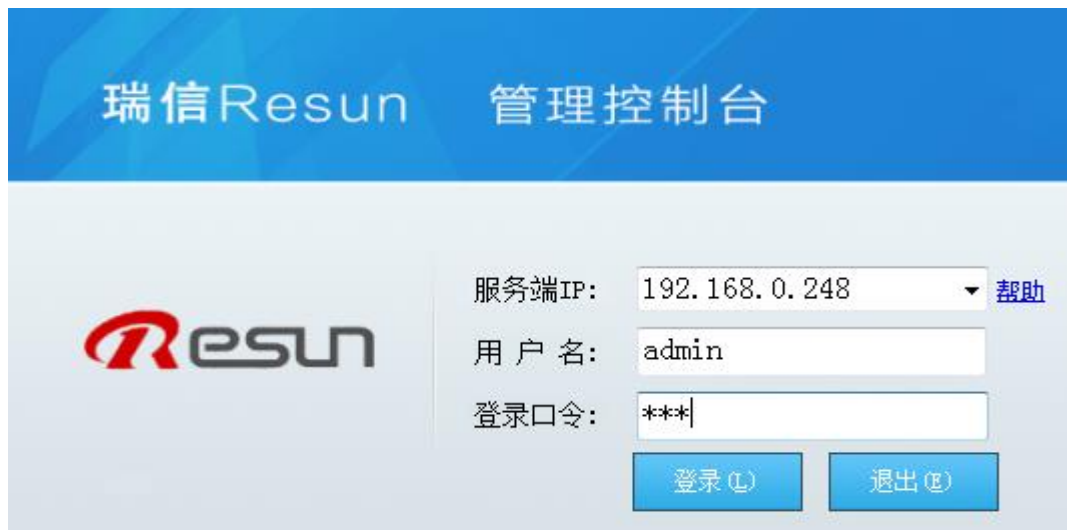 瑞信Resun 管理控制台
Resun
服务端IP: 192.168.0.248 帮助
用户名: admin
登录口令: ***
登录(L) 退出(E)